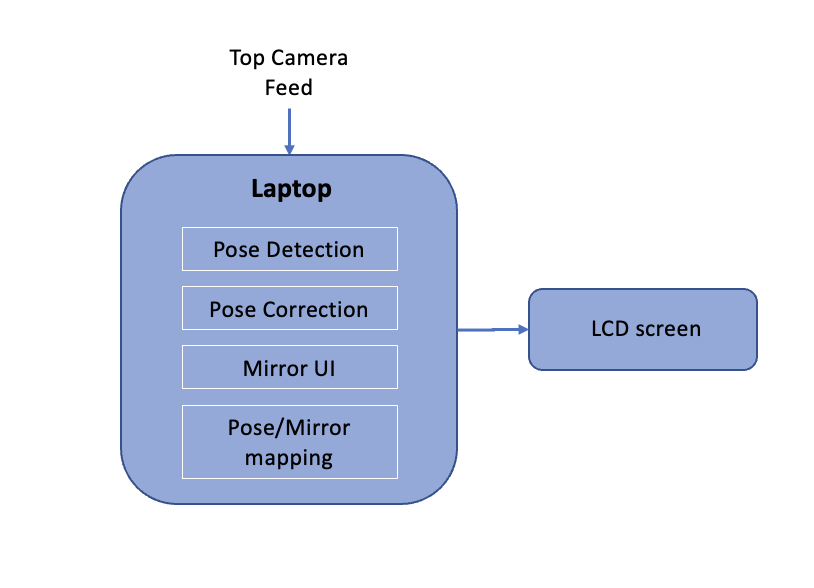 Top Camera
Feed
Laptop
Pose Detection
Pose Correction
Mirror UI
Pose/Mirror
mapping
LCD screen